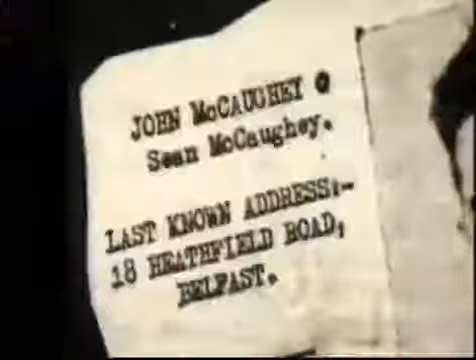 JOHN McCAUGHEY @
Sean McCaughey.
LAST KNOWN ADDRESS:-
18 HEATHFIELD ROAD,
BELFAST.